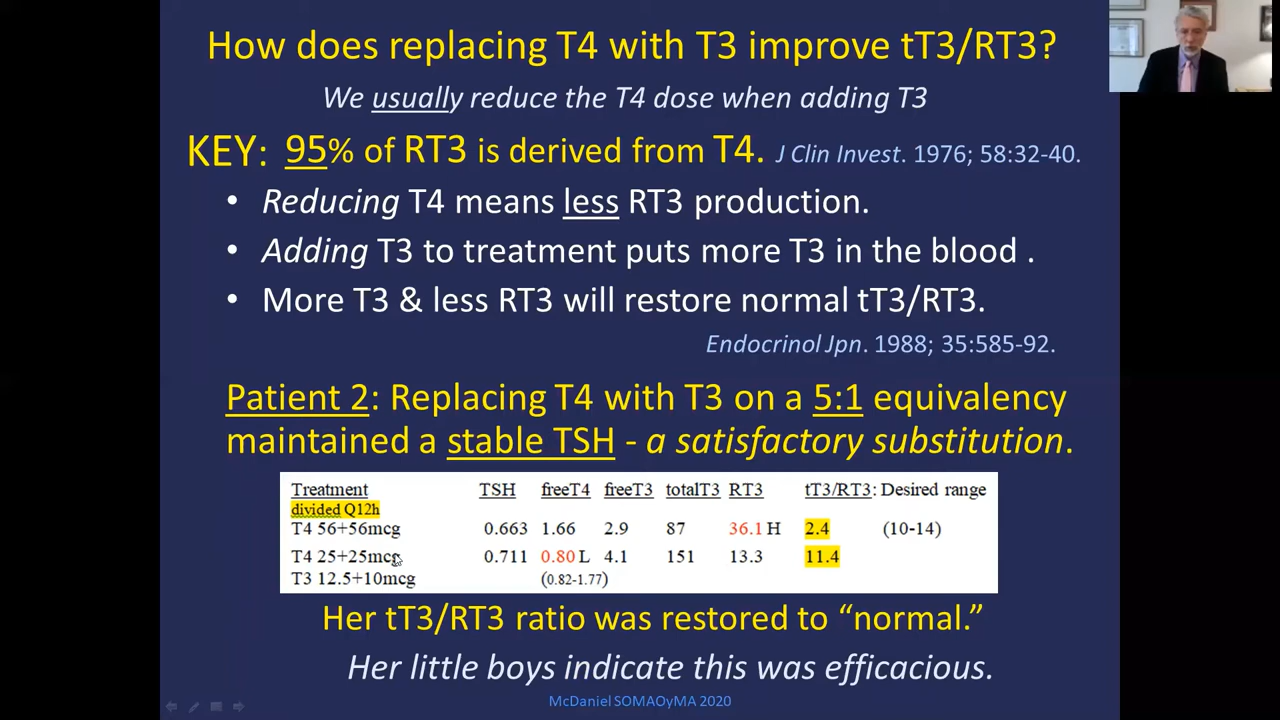 How does replacing T4 with T3 improve tT3/RT3?
We usually reduce the T4 dose when adding T3
KEY: 95% of RT3 is derived from T4. J Clin Invest. 1976; 58:32-40.
• Reducing T4 means less RT3 production.
• Adding T3 to treatment puts more T3 in the blood .
• More T3 & less RT3 will restore normal tT3/RT3.
Endocrinol Jpn. 1988; 35:585-92.
Patient 2: Replacing T4 with T3 on a 5:1 equivalency
maintained a stable TSH - a satisfactory substitution.
Treatment TSH freeT4 freeT3 totalT3 RT3 tT3/RT3: Desired range
divided Q12h
T4 56+56mcg 0.663 1.66 2.9 87 36.1 H 2.4 (10-14)
T4 25+25mcg 0.711 0.80 L 4.1 151 13.3 11.4
T3 12.5+10mcg (0.82-1.77)
Her tT3/RT3 ratio was restored to “normal.”
Her little boys indicate this was efficacious.
McDaniel SOMAOyMA 2020